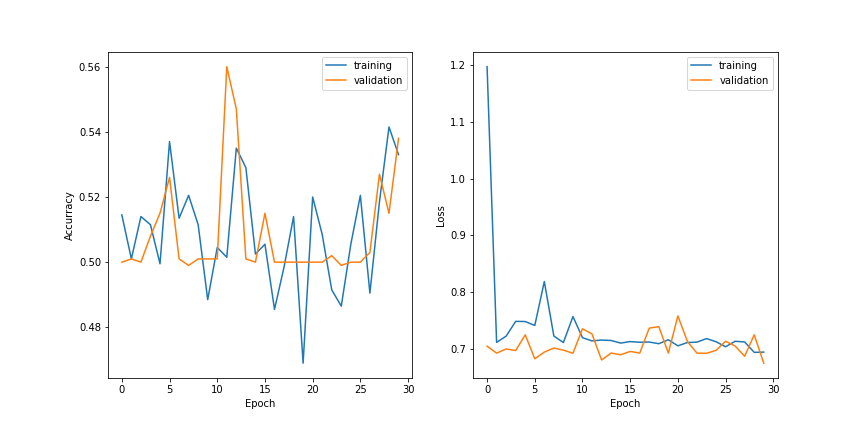 0.56
0.54
0.52
0.50
0.48
Accurracy
0 5 10 15 20 25 30
Epoch
training
validation
1.2
1.1
1.0
0.9
0.8
0.7
Loss
0 5 10 15 20 25 30
Epoch
training
validation